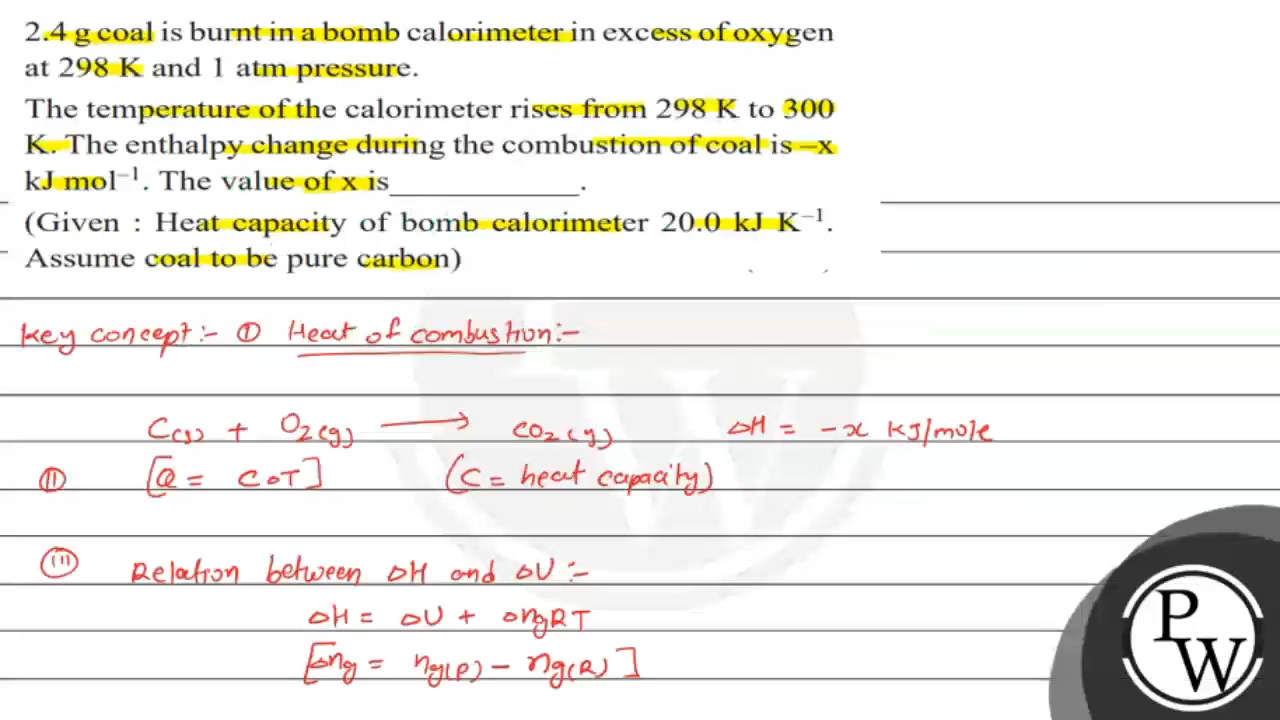 2.4 g coal is burnt in a bomb calorimeter in excess of oxygen
at 298 K and 1 atm pressure.
The temperature of the calorimeter rises from 298 K to 300
K. The enthalpy change during the combustion of coal is –x
kJ mol⁻¹. The value of x is____________.
(Given : Heat capacity of bomb calorimeter 20.0 kJ K⁻¹.
Assume coal to be pure carbon)
Key concept:- ① Heat of combustion:-
C(g) + O₂(g) ⟶ CO₂(g) ΔH = -x KJ/mole
⑪ [Q = CΔT] (C = heat capacity)
(III) Relation between ΔH and ΔU:-
ΔH = ΔU + ΔngRT
[Δng = ng(P) - ng(R)]
P
W